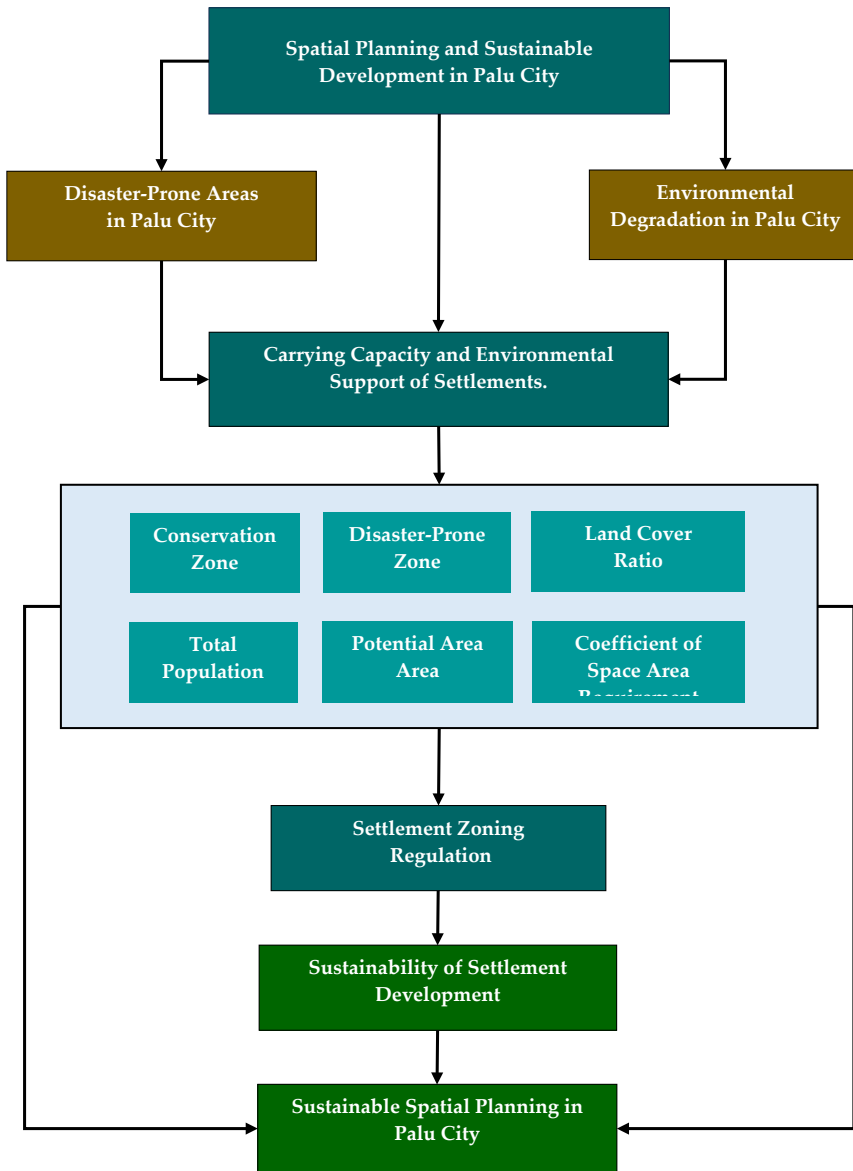 Spatial Planning and Sustainable
Development in Palu City
Disaster-Prone Areas
in Palu City
Environmental
Degradation in Palu City
Carrying Capacity and Environmental
Support of Settlements.
Conservation
Zone
Disaster-Prone
Zone
Land Cover
Ratio
Total
Population
Potential Area
Area
Coefficient of
Space Area
Requirement
Settlement Zoning
Regulation
Sustainability of Settlement
Development
Sustainable Spatial Planning in
Palu City